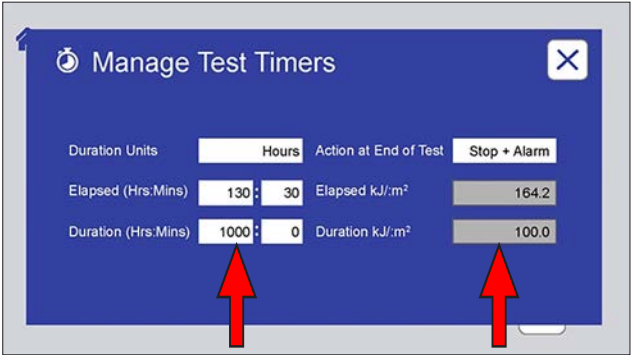 Manage Test Timers
Duration Units Hours Action at End of Test Stop + Alarm
Elapsed (Hrs:Mins) 130 : 30 Elapsed kJ/:m² 164.2
Duration (Hrs:Mins) 1000 : 0 Duration kJ/:m² 100.0